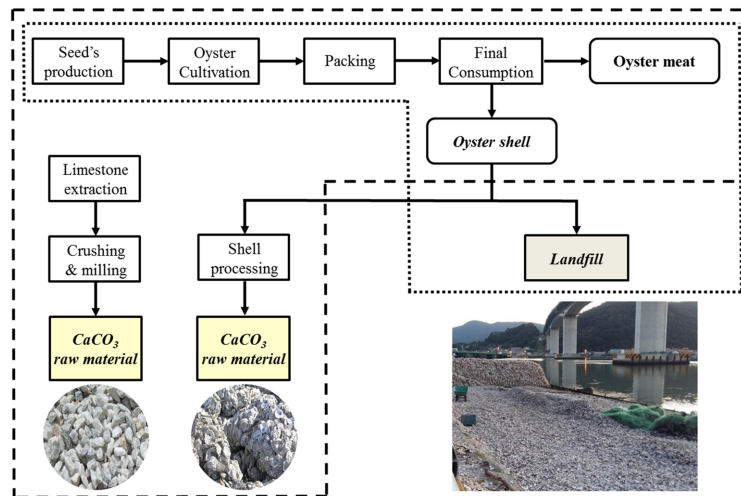 Seed's
production
Oyster
Cultivation
Packing
Final
Consumption
Oyster meat
Oyster shell
Limestone
extraction
Crushing
& milling
Shell
processing
Landfill
CaCO₃
raw material
CaCO₃
raw material